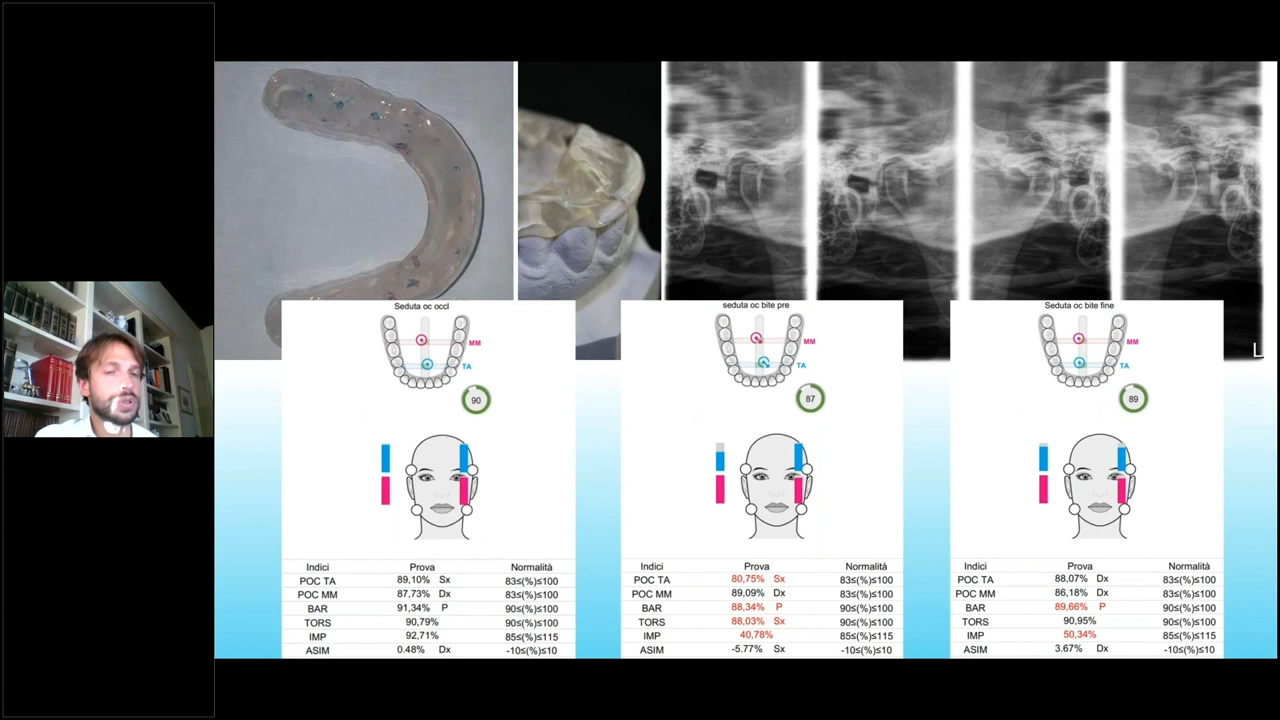 L
Seduta oc occl
MM
TA
90
Indici Prova Normalità
POC TA 89,10% Sx 83≤(%)≤100
POC MM 87,73% Dx 83≤(%)≤100
BAR 91,34% P 90≤(%)≤100
TORS 90,79% 90≤(%)≤100
IMP 92,71% 85≤(%)≤115
ASIM 0.48% Dx -10≤(%)≤10
seduta oc bite pre
MM
TA
87
Indici Prova Normalità
POC TA 80,75% Sx 83≤(%)≤100
POC MM 89,09% Dx 83≤(%)≤100
BAR 88,34% P 90≤(%)≤100
TORS 88,03% Sx 90≤(%)≤100
IMP 40,78% 85≤(%)≤115
ASIM -5.77% Sx -10≤(%)≤10
Seduta oc bite fine
MM
TA
89
Indici Prova Normalità
POC TA 88,07% Dx 83≤(%)≤100
POC MM 86,18% Dx 83≤(%)≤100
BAR 89,66% P 90≤(%)≤100
TORS 90,95% 90≤(%)≤100
IMP 50,34% 85≤(%)≤115
ASIM 3.67% Dx -10≤(%)≤10